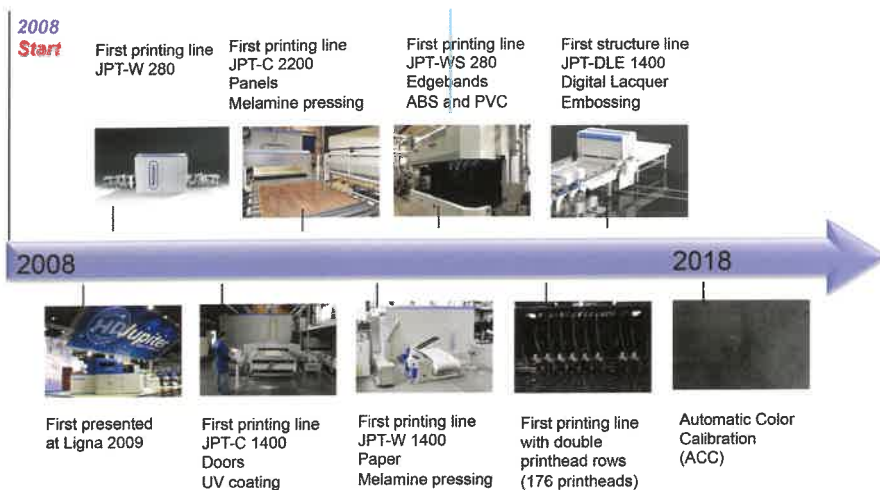 2008
Start
First printing line
JPT-W 280
First printing line
JPT-C 2200
Panels
Melamine pressing
First printing line
JPT-WS 280
Edgebands
ABS and PVC
First structure line
JPT-DLE 1400
Digital Lacquer
Embossing
2008
2018
HDJupiter
First presented
at Ligna 2009
First printing line
JPT-C 1400
Doors
UV coating
First printing line
JPT-W 1400
Paper
Melamine pressing
First printing line
with double
printhead rows
(176 printheads)
Automatic Color
Calibration
(ACC)